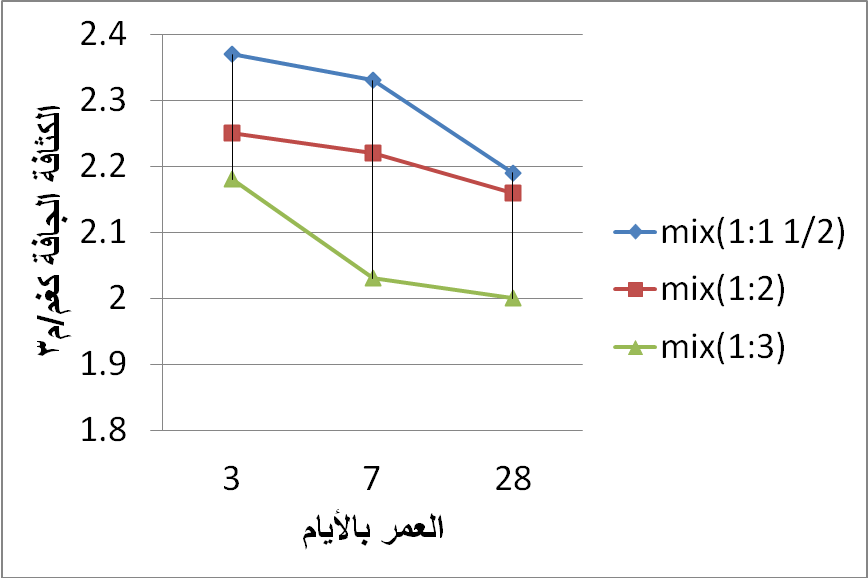 2.4
2.3
2.2
2.1
2
1.9
1.8
الكثافة الجافة كغم/م٣
3 7 28
العمر بالأيام
mix(1:1 1/2)
mix(1:2)
mix(1:3)